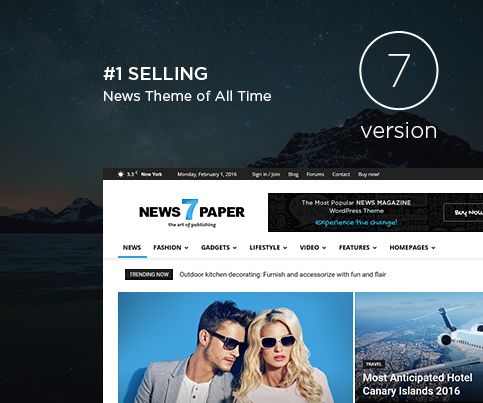 #1 SELLING
News Theme of All Time
7
version
3.3 C New York
Monday, February 1, 2016
Sign in / Join
Blog
Forums
Contact
Buy now!
NEWS 7 PAPER
the art of publishing
The Most Popular NEWS MAGAZINE
WordPress Theme
experience the change!
Buy Now
NEWS
FASHION
GADGETS
LIFESTYLE
VIDEO
FEATURES
HOMEPAGES
TRENDING NOW
Outdoor kitchen decorating: Furnish and accessorize with fun and flair
TRAVEL
Most Anticipated Hotel
Canary Islands 2016